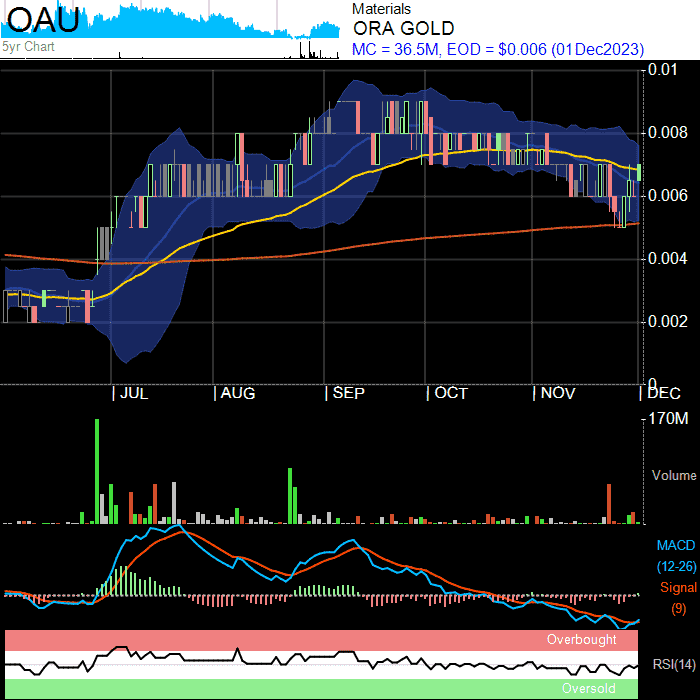 OAU
5yr Chart
Materials
ORA GOLD
MC = 36.5M, EOD = $0.006 (01Dec2023)
0.01
0.008
0.006
0.004
0.002
0
JUL
AUG
SEP
OCT
NOV
DEC
170M
Volume
MACD
(12-26)
Signal
(9)
Overbought
RSI(14)
Oversold